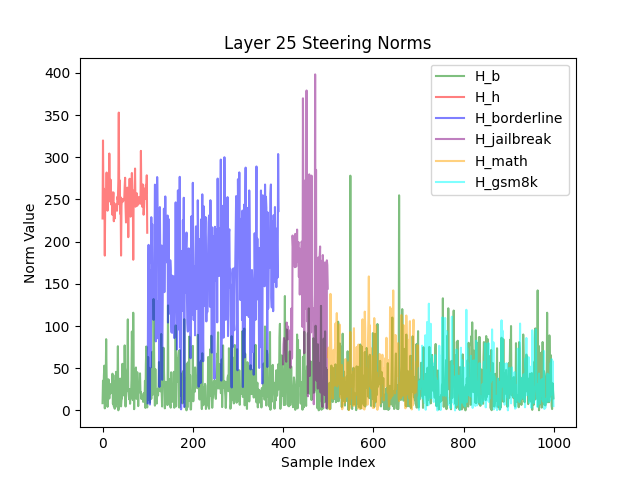 Layer 25 Steering Norms
H_b
H_h
H_borderline
H_jailbreak
H_math
H_gsm8k
400
350
300
250
200
150
100
50
0
Norm Value
0
200
400
600
800
1000
Sample Index